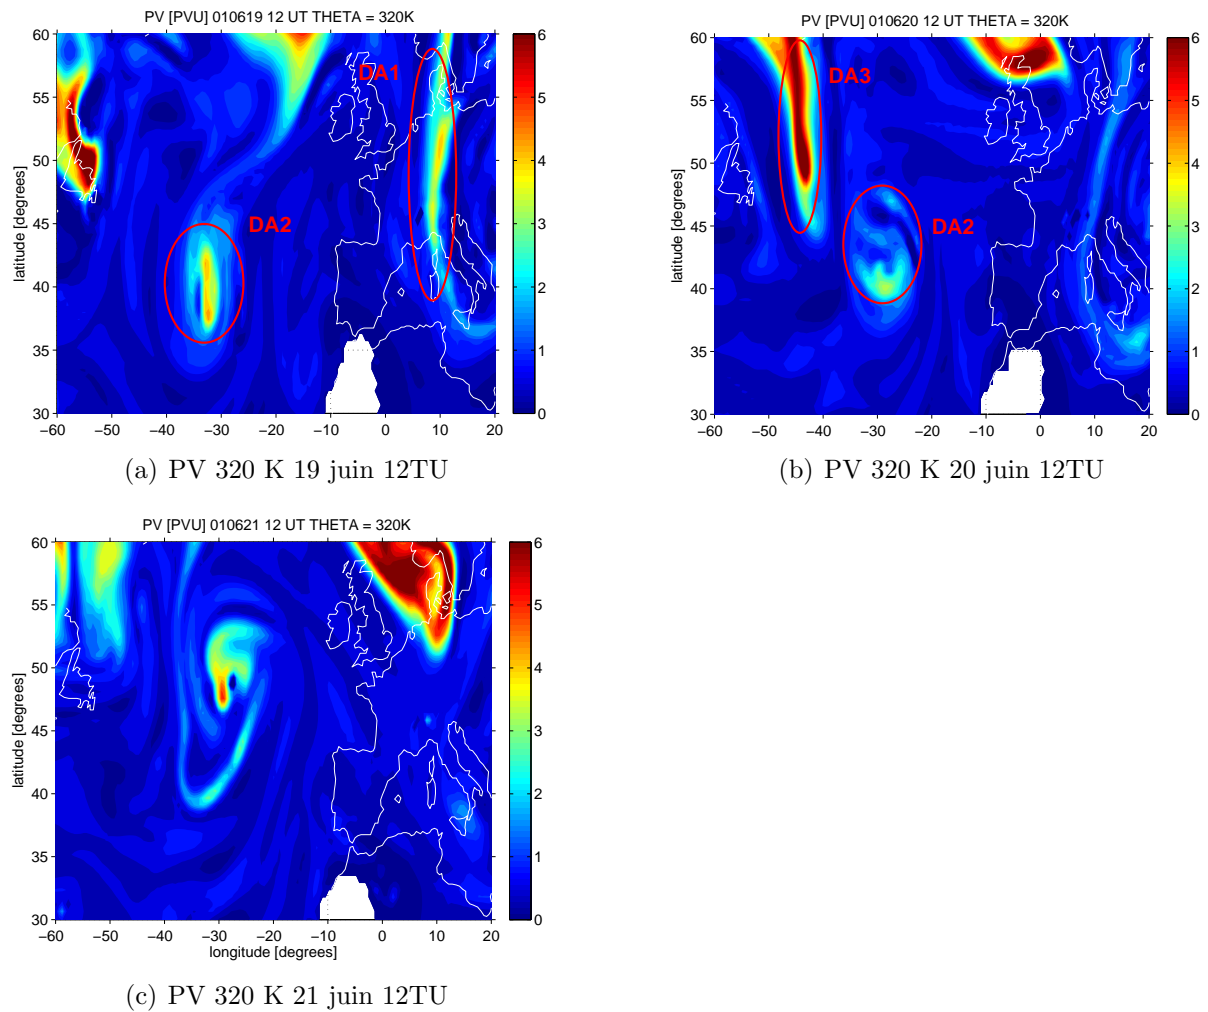 PV [PVU] 010619 12 UT THETA = 320K
60
55
50
45
40
35
30
latitude [degrees]
DA1
DA2
−60 −50 −40 −30 −20 −10 0 10 20
6
5
4
3
2
1
0
(a) PV 320 K 19 juin 12TU
PV [PVU] 010620 12 UT THETA = 320K
60
55
50
45
40
35
30
latitude [degrees]
DA3
DA2
−60 −50 −40 −30 −20 −10 0 10 20
6
5
4
3
2
1
0
(b) PV 320 K 20 juin 12TU
PV [PVU] 010621 12 UT THETA = 320K
60
55
50
45
40
35
30
latitude [degrees]
−60 −50 −40 −30 −20 −10 0 10 20
longitude [degrees]
6
5
4
3
2
1
0
(c) PV 320 K 21 juin 12TU